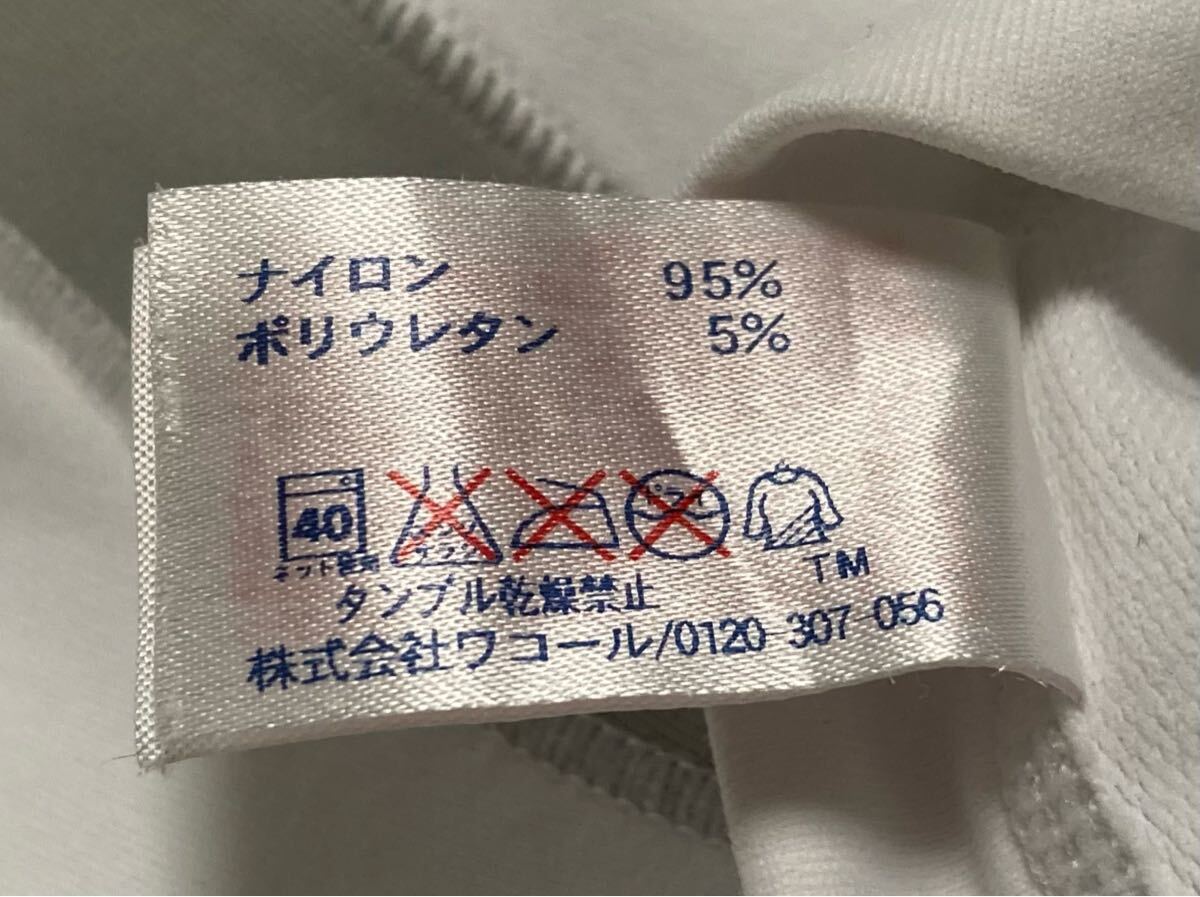 ナイロン 95%
ポリウレタン 5%
40
ネット使用
TM
タンブル乾燥禁止
株式会社ワコール/0120-307-056